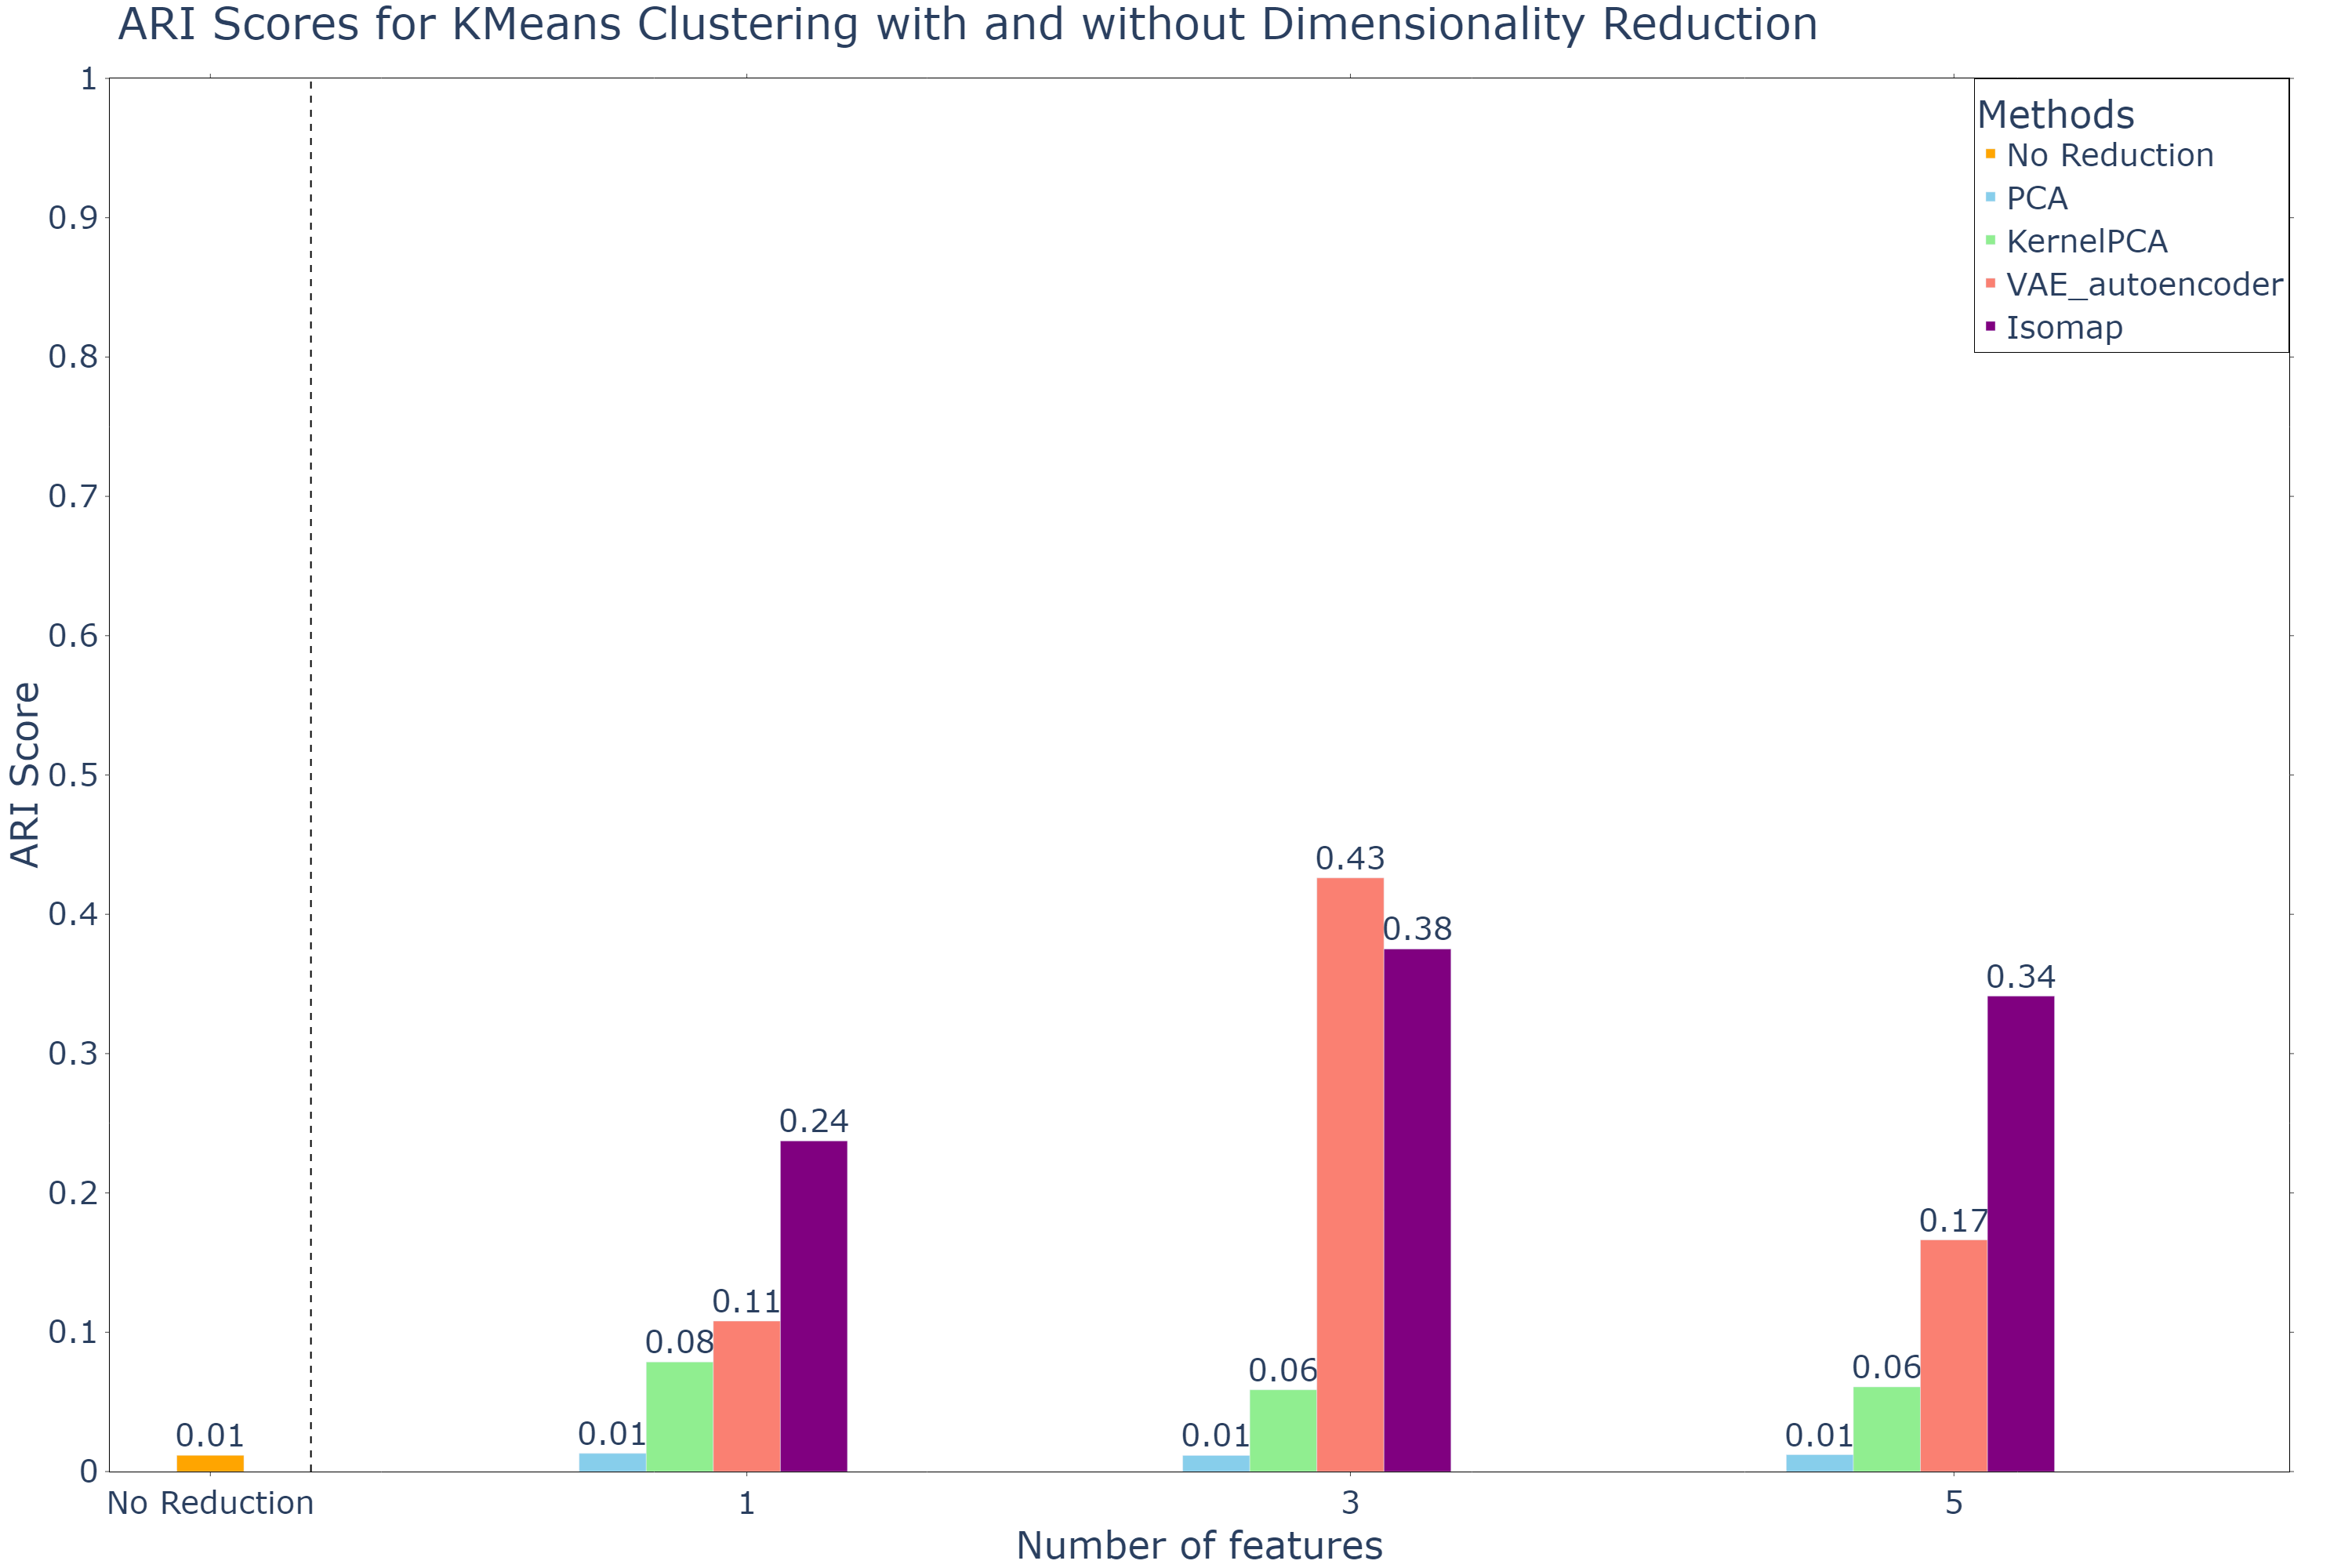 ARI Scores for KMeans Clustering with and without Dimensionality Reduction
Methods
No Reduction
PCA
KernelPCA
VAE_autoencoder
Isomap
ARI Score
1
0.9
0.8
0.7
0.6
0.5
0.4
0.3
0.2
0.1
0
0.01
0.01
0.08
0.11
0.24
0.01
0.06
0.43
0.38
0.01
0.06
0.17
0.34
No Reduction
1
3
5
Number of features